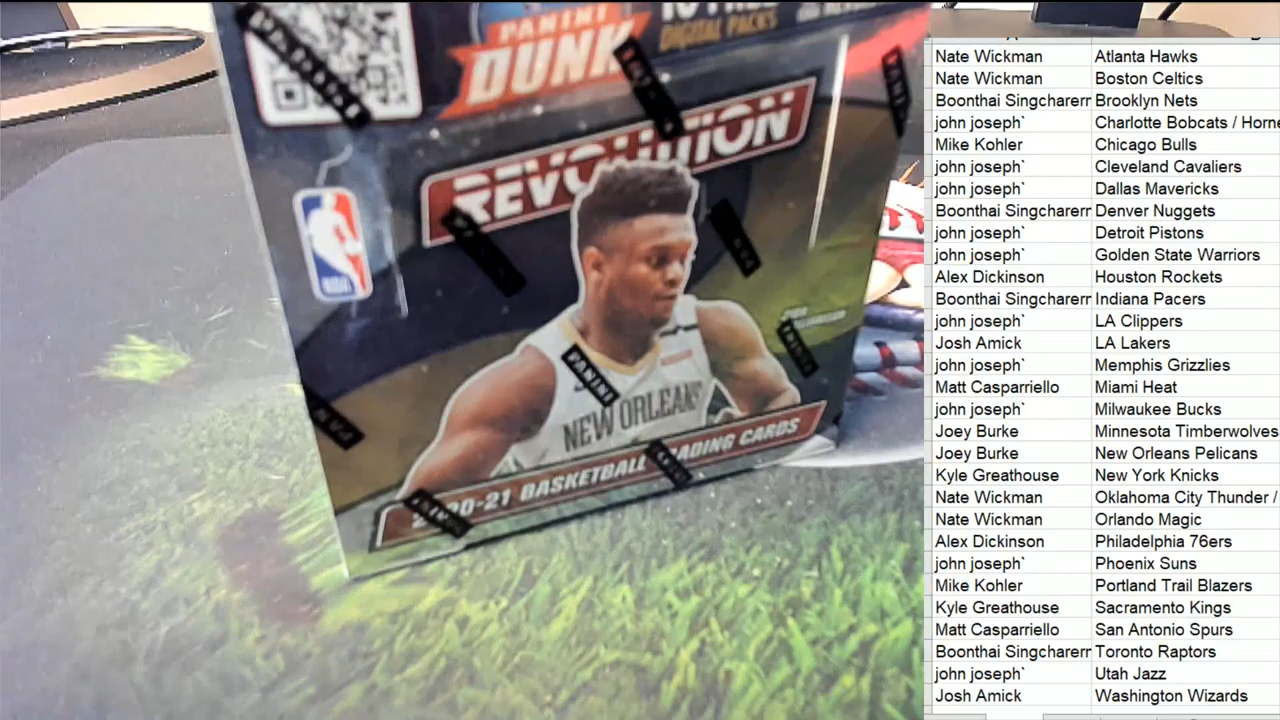 PANINI
DUNK
DIGITAL PACKS
REVOLUTION
NBA
PANINI
NEW ORLEANS
2020-21 BASKETBALL TRADING CARDS
Nate Wickman Atlanta Hawks
Nate Wickman Boston Celtics
Boonthai Singcharern Brooklyn Nets
john joseph` Charlotte Bobcats / Horne
Mike Kohler Chicago Bulls
john joseph` Cleveland Cavaliers
john joseph` Dallas Mavericks
Boonthai Singcharern Denver Nuggets
john joseph` Detroit Pistons
john joseph` Golden State Warriors
Alex Dickinson Houston Rockets
Boonthai Singcharern Indiana Pacers
john joseph` LA Clippers
Josh Amick LA Lakers
john joseph` Memphis Grizzlies
Matt Casparriello Miami Heat
john joseph` Milwaukee Bucks
Joey Burke Minnesota Timberwolves
Joey Burke New Orleans Pelicans
Kyle Greathouse New York Knicks
Nate Wickman Oklahoma City Thunder /
Nate Wickman Orlando Magic
Alex Dickinson Philadelphia 76ers
john joseph` Phoenix Suns
Mike Kohler Portland Trail Blazers
Kyle Greathouse Sacramento Kings
Matt Casparriello San Antonio Spurs
Boonthai Singcharern Toronto Raptors
john joseph` Utah Jazz
Josh Amick Washington Wizards